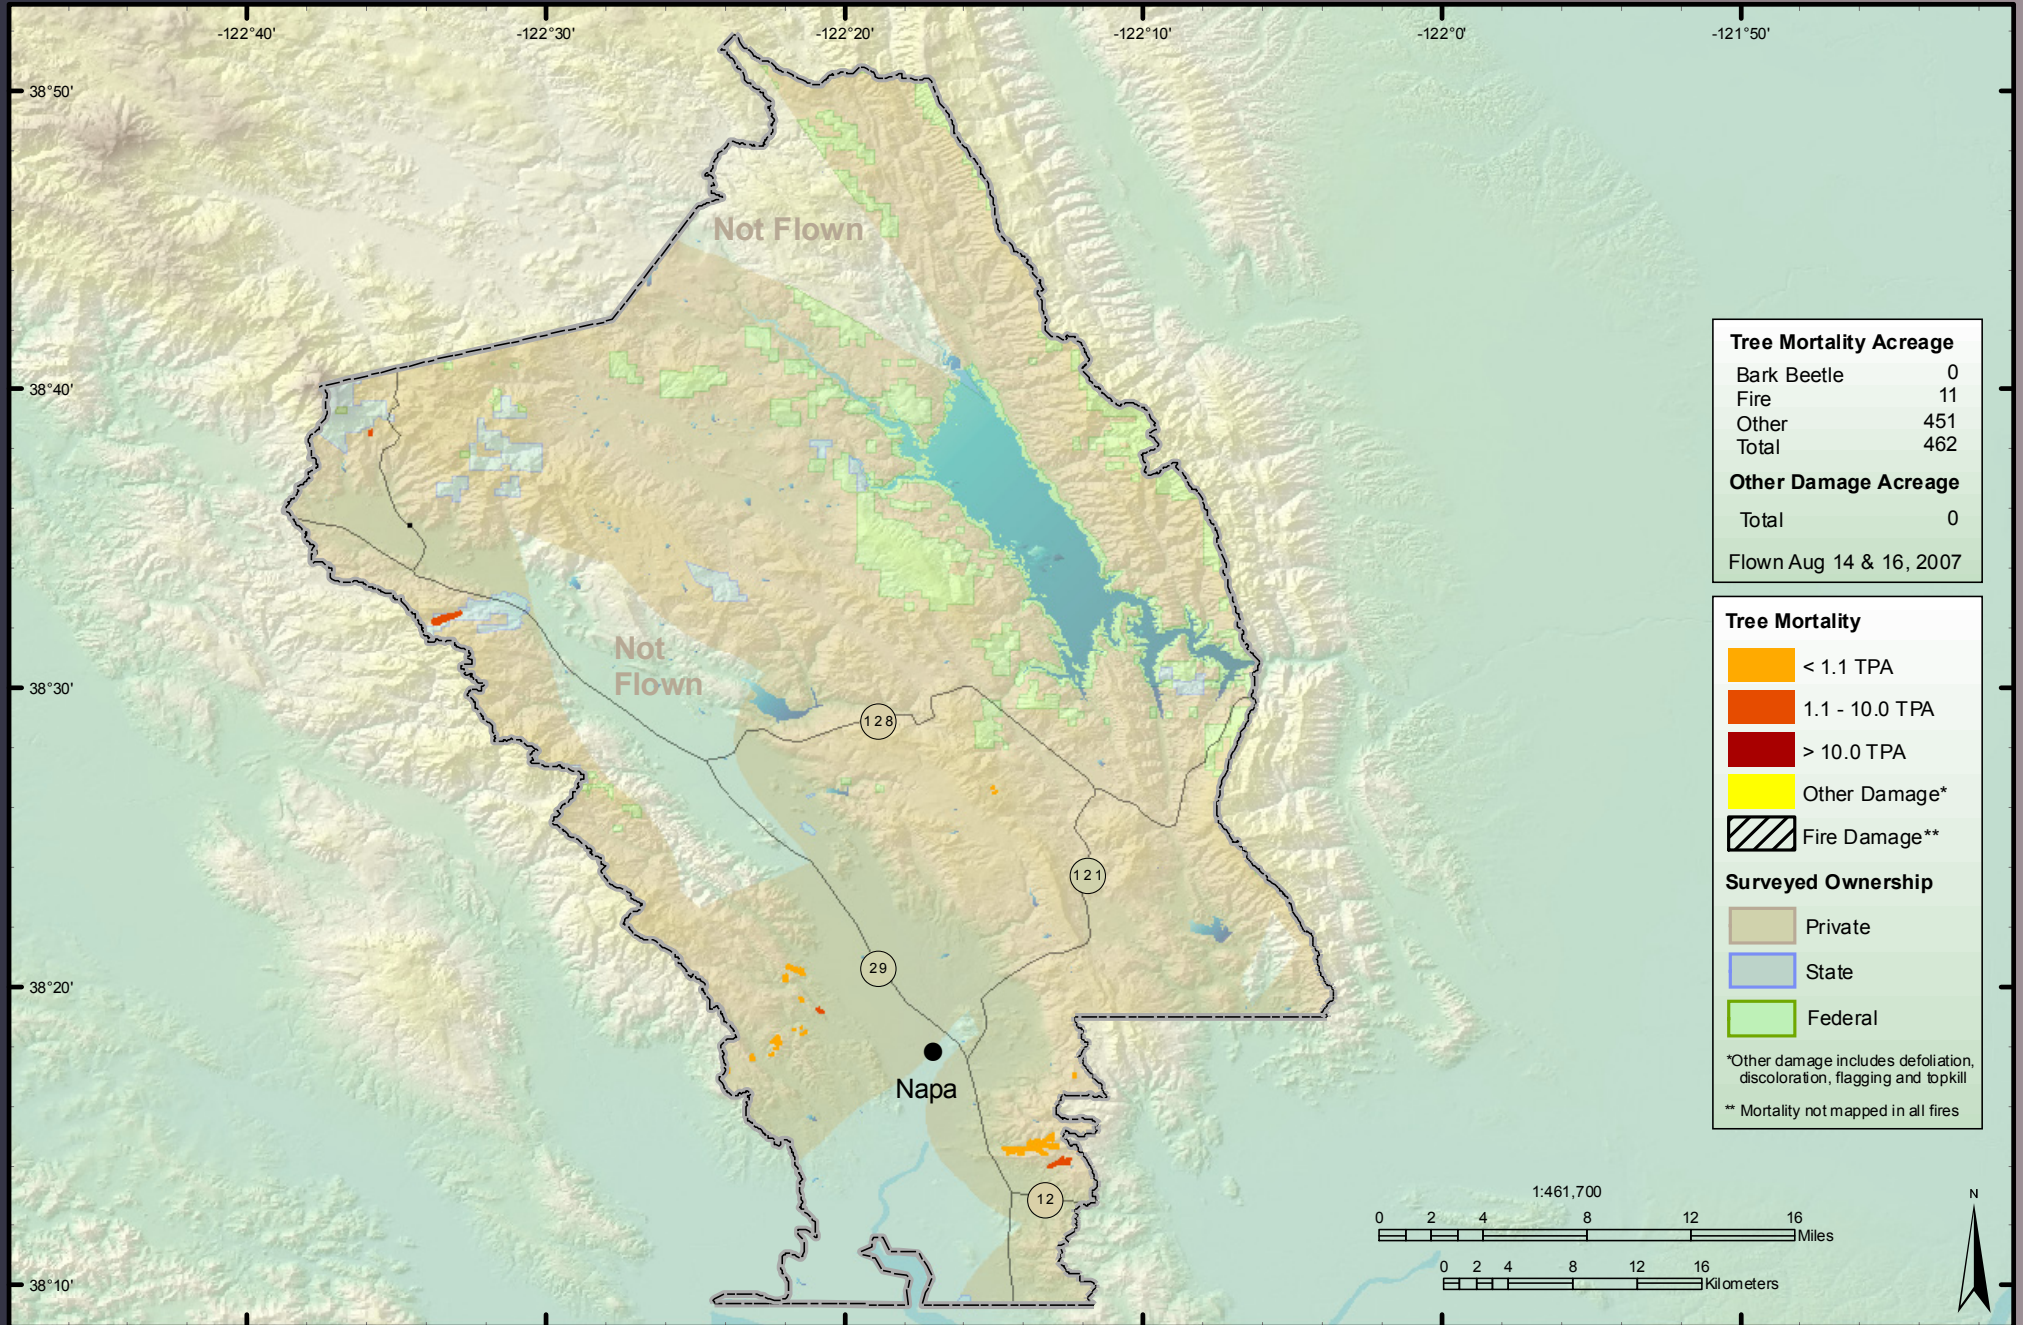 -122°40'
-122°30'
-122°20'
-122°10'
-122°0'
-121°50'
38°50'
38°40'
38°30'
38°20'
38°10'
Not Flown
Not
Flown
128
121
29
Napa
12
Tree Mortality Acreage
Bark Beetle 0
Fire 11
Other 451
Total 462
Other Damage Acreage
Total 0
Flown Aug 14 & 16, 2007
Tree Mortality
< 1.1 TPA
1.1 - 10.0 TPA
> 10.0 TPA
Other Damage*
Fire Damage**
Surveyed Ownership
Private
State
Federal
*Other damage includes defoliation,
discoloration, flagging and topkill
** Mortality not mapped in all fires
1:461,700
0 2 4 8 12 16
Miles
0 2 4 8 12 16
Kilometers
N